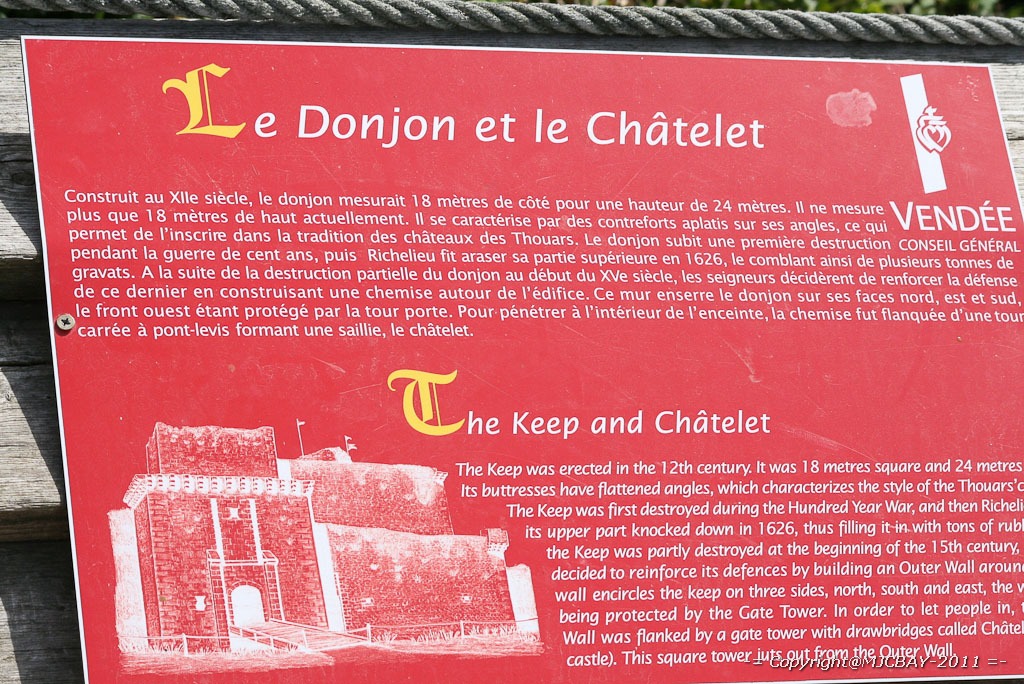 Le Donjon et le Châtelet
VENDÉE
CONSEIL GÉNÉRAL
Construit au XIIe siècle, le donjon mesurait 18 mètres de côté pour une hauteur de 24 mètres. Il ne mesure
plus que 18 mètres de haut actuellement. Il se caractérise par des contreforts aplatis sur ses angles, ce qui
permet de l'inscrire dans la tradition des châteaux des Thouars. Le donjon subit une première destruction
pendant la guerre de cent ans, puis Richelieu fit araser sa partie supérieure en 1626, le comblant ainsi de plusieurs tonnes de
gravats. A la suite de la destruction partielle du donjon au début du XVe siècle, les seigneurs décidèrent de renforcer la défense
de ce dernier en construisant une chemise autour de l'édifice. Ce mur enserre le donjon sur ses faces nord, est et sud,
le front ouest étant protégé par la tour porte. Pour pénétrer à l'intérieur de l'enceinte, la chemise fut flanquée d'une tour
carrée à pont-levis formant une saillie, le châtelet.
The Keep and Châtelet
The Keep was erected in the 12th century. It was 18 metres square and 24 metres
Its buttresses have flattened angles, which characterizes the style of the Thouars'
The Keep was first destroyed during the Hundred Year War, and then Richeli
its upper part knocked down in 1626, thus filling it in with tons of rub
the Keep was partly destroyed at the beginning of the 15th century,
decided to reinforce its defences by building an Outer Wall aroun
wall encircles the keep on three sides, north, south and east, the
being protected by the Gate Tower. In order to let people in,
Wall was flanked by a gate tower with drawbridges called Châtel
castle). This square tower juts out from the Outer Wall.
-= Copyright@MJCBAY-2011 =-